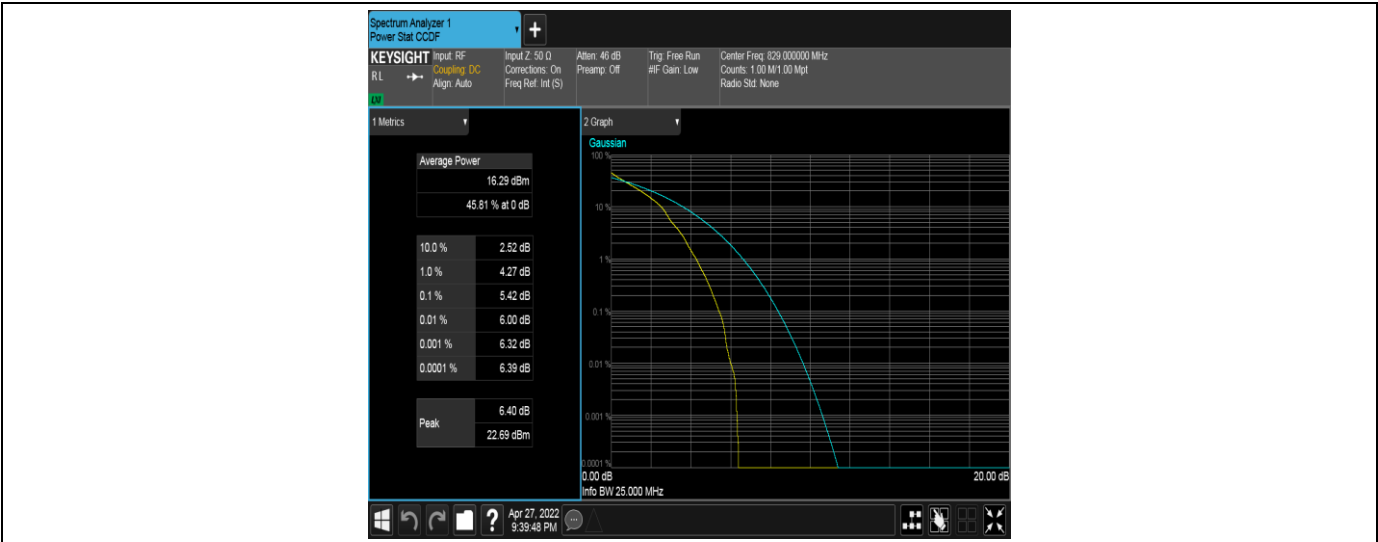 Spectrum Analyzer 1
Power Stat CCDF
+
KEYSIGHT
RL
LXI
Input: RF
Coupling: DC
Align: Auto
Input Z: 50 Ω
Corrections: On
Freq Ref: Int (S)
Atten: 46 dB
Preamp: Off
Trig: Free Run
#IF Gain: Low
Center Freq: 829.000000 MHz
Counts: 1.00 M/1.00 Mpt
Radio Std: None
1 Metrics
Average Power
16.29 dBm
45.81 % at 0 dB
10.0 % 2.52 dB
1.0 % 4.27 dB
0.1 % 5.42 dB
0.01 % 6.00 dB
0.001 % 6.32 dB
0.0001 % 6.39 dB
Peak
6.40 dB
22.69 dBm
2 Graph
Gaussian
100 %
10 %
1 %
0.1 %
0.01 %
0.001 %
0.0001 %
0.00 dB 20.00 dB
Info BW 25.000 MHz
?
Apr 27, 2022
9:39:48 PM